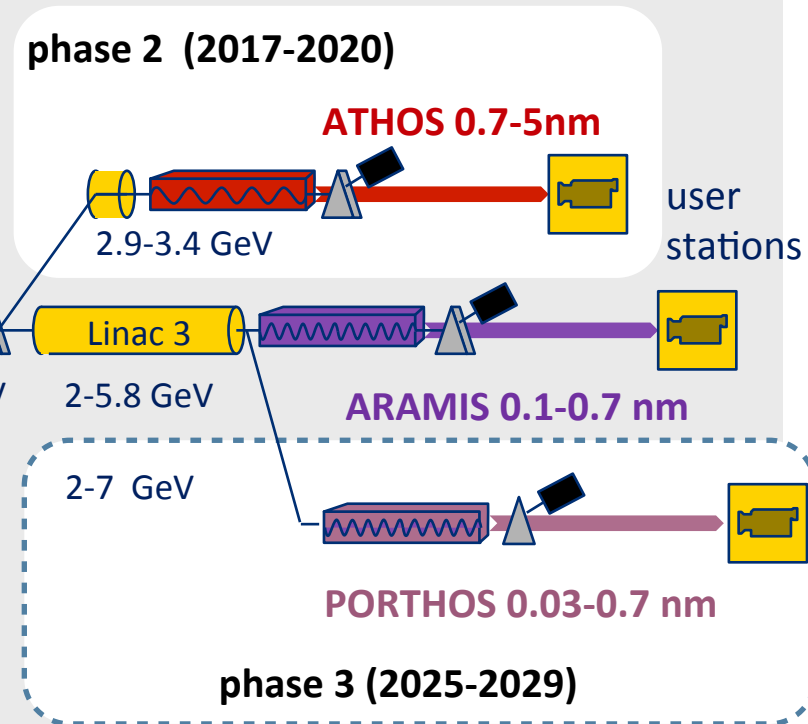 phase 2 (2017-2020)
ATHOS 0.7-5nm
user
stations
2.9-3.4 GeV
Linac 3
2-5.8 GeV
ARAMIS 0.1-0.7 nm
2-7 GeV
PORTHOS 0.03-0.7 nm
phase 3 (2025-2029)